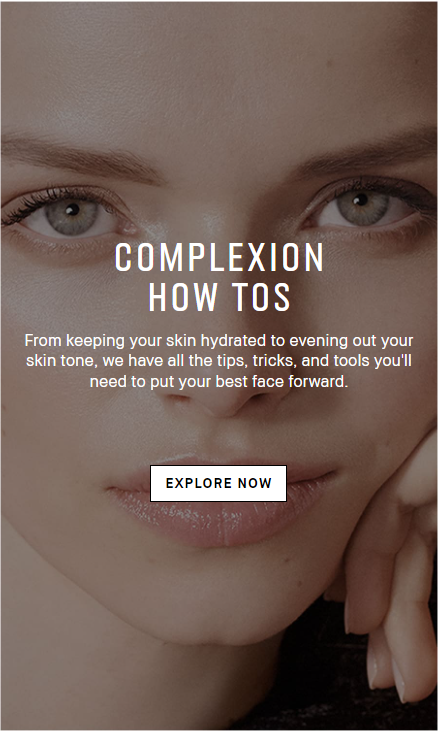 COMPLEXION
HOW TOS
From keeping your skin hydrated to evening out your
skin tone, we have all the tips, tricks, and tools you'll
need to put your best face forward.
EXPLORE NOW